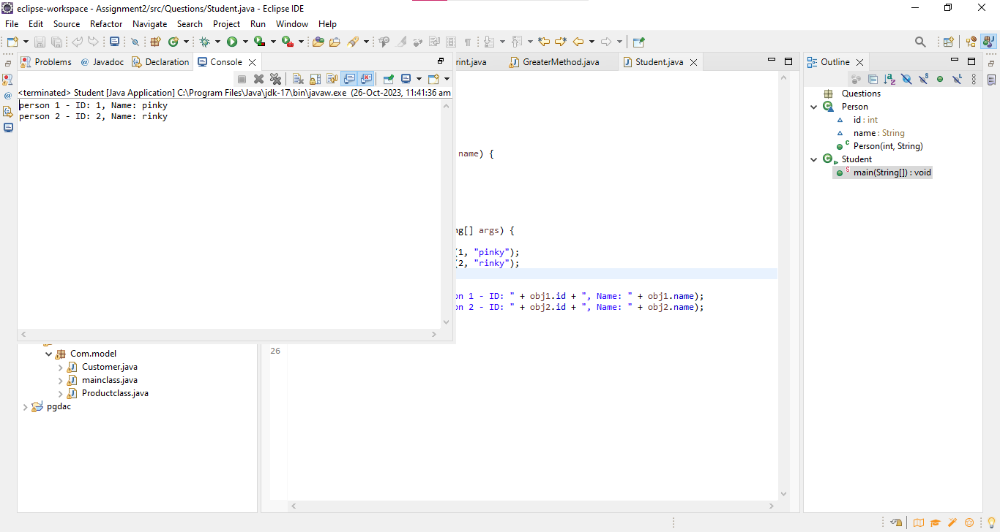 eclipse-workspace - Assignment2/src/Questions/Student.java - Eclipse IDE
File Edit Source Refactor Navigate Search Project Run Window Help
Problems @ Javadoc Declaration Console
<terminated> Student [Java Application] C:\Program Files\Java\jdk-17\bin\javaw.exe (26-Oct-2023, 11:41:36 am
person 1 - ID: 1, Name: pinky
person 2 - ID: 2, Name: rinky
rint.java GreaterMethod.java Student.java
name) {
ng[] args) {
(1, "pinky");
(2, "rinky");
on 1 - ID: " + obj1.id + ", Name: " + obj1.name);
on 2 - ID: " + obj2.id + ", Name: " + obj2.name);
26
Com.model
Customer.java
mainclass.java
Productclass.java
pgdac
Outline
Questions
Person
id : int
name : String
Person(int, String)
Student
main(String[]) : void